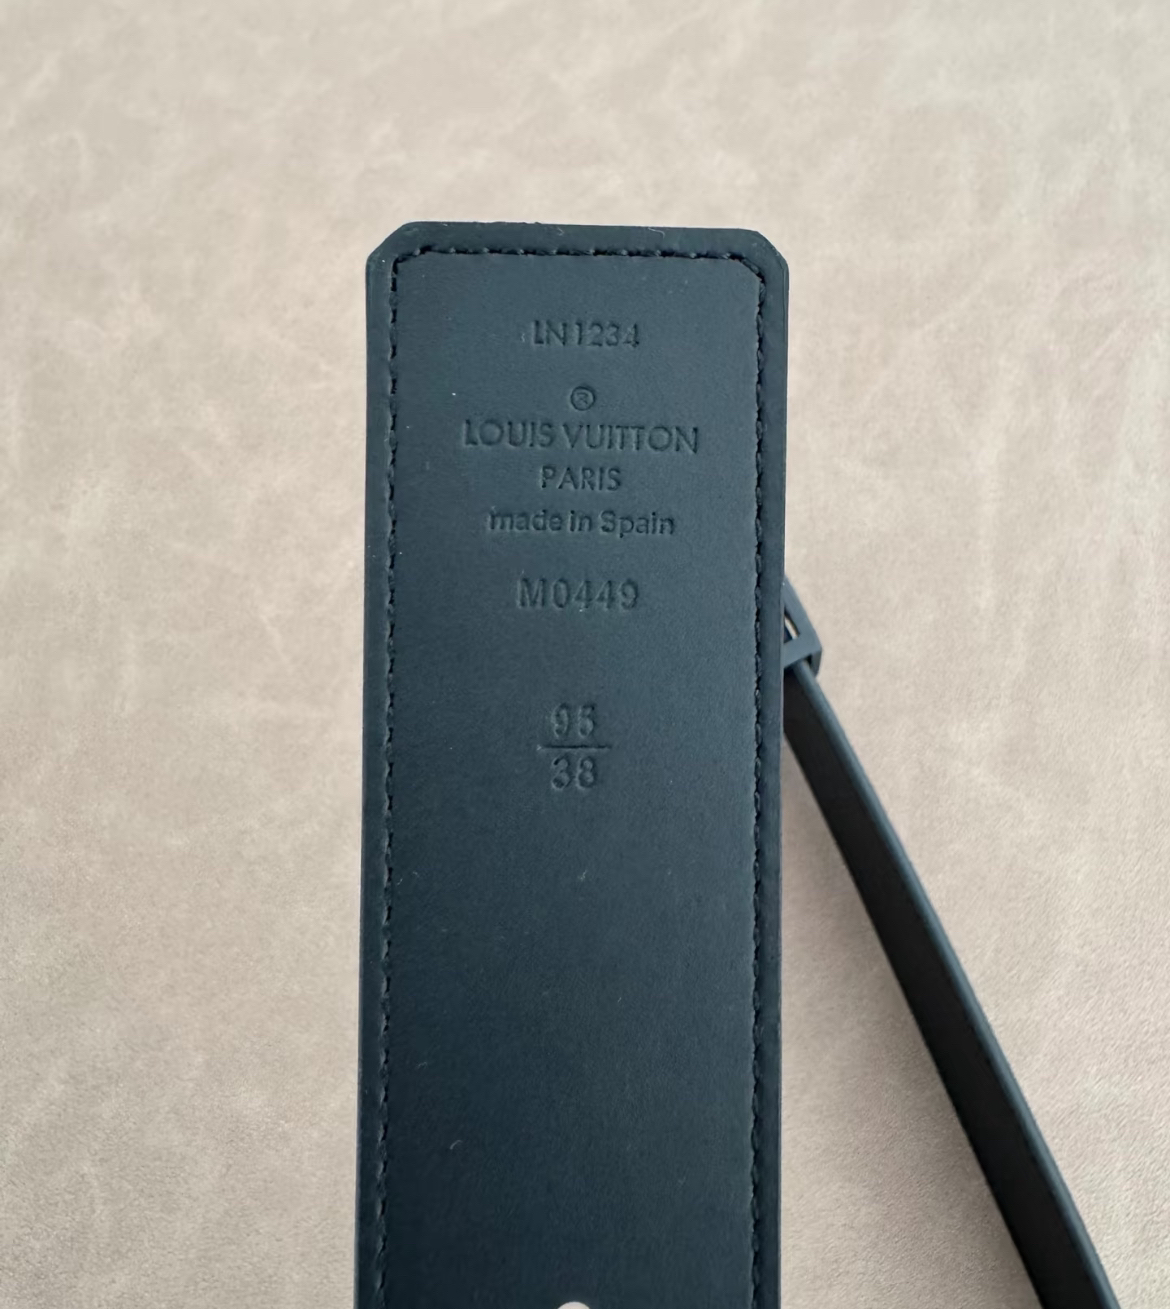 LN1234
®
LOUIS VUITTON
PARIS
made in Spain
M0449
95
38